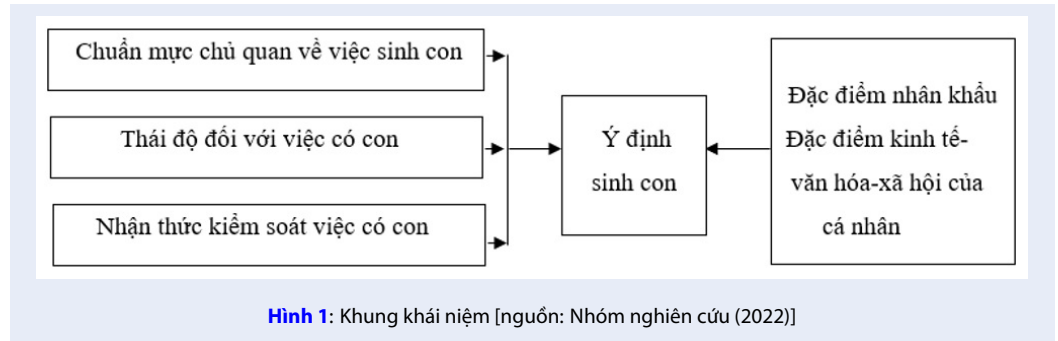 Chuẩn mực chủ quan về việc sinh con
Thái độ đối với việc có con
Nhận thức kiểm soát việc có con
Ý định
sinh con
Đặc điểm nhân khẩu
Đặc điểm kinh tế-
văn hóa-xã hội của
cá nhân
Hình 1: Khung khái niệm [nguồn: Nhóm nghiên cứu (2022)]